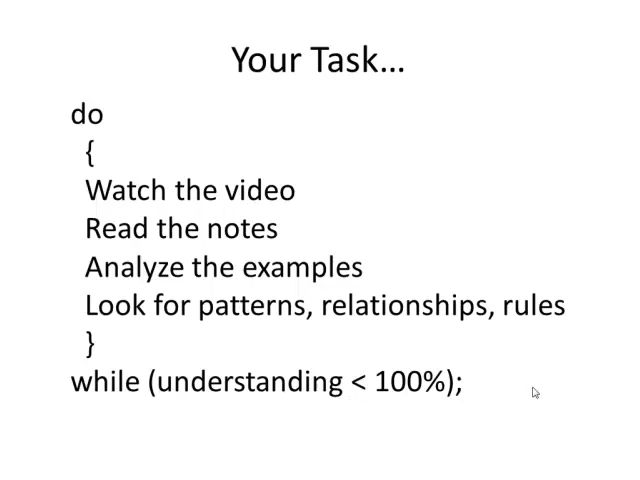 Your Task…
do
{
Watch the video
Read the notes
Analyze the examples
Look for patterns, relationships, rules
}
while (understanding < 100%);